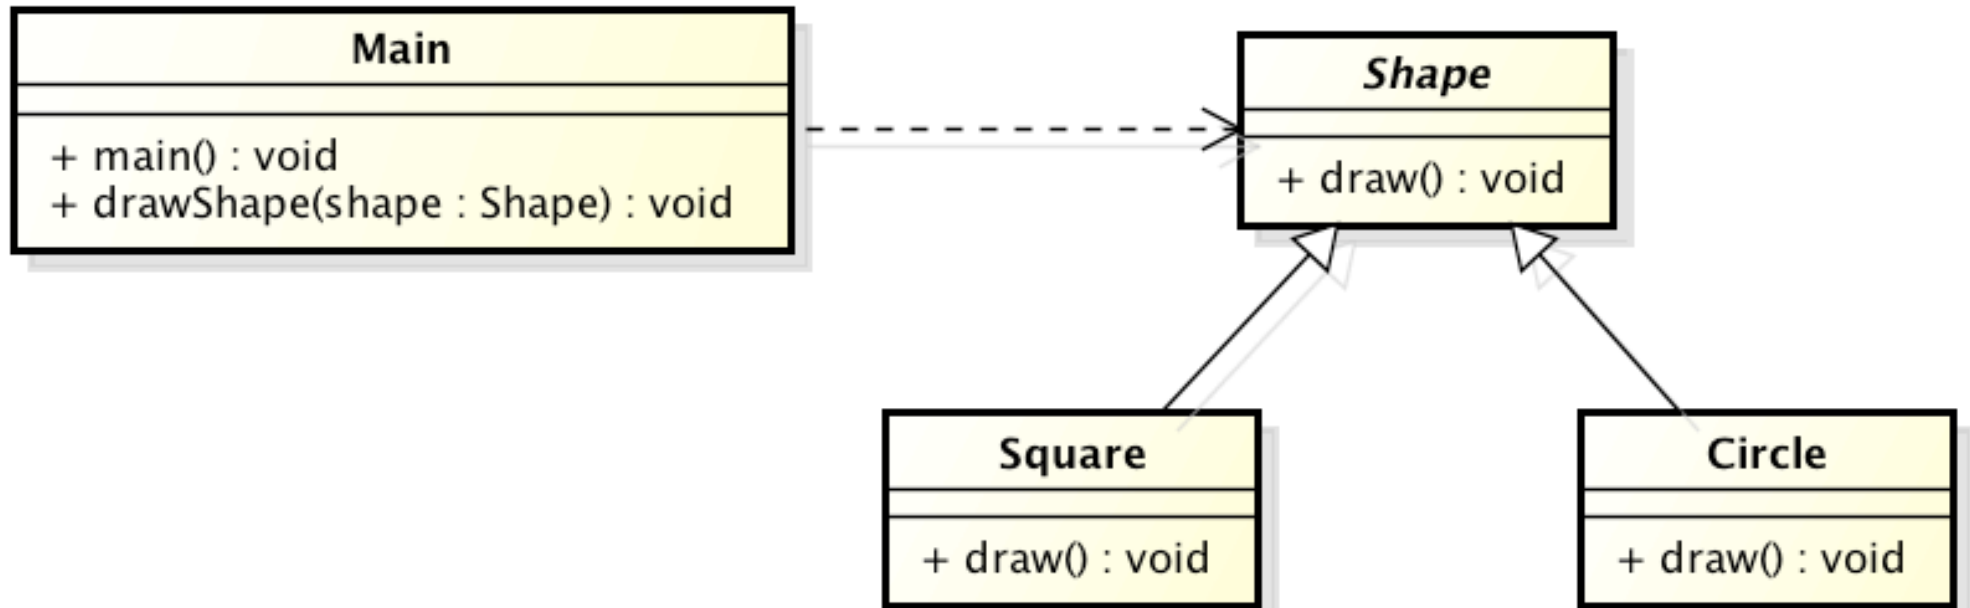 Main
+ main() : void
+ drawShape(shape : Shape) : void
Shape
+ draw() : void
Square
+ draw() : void
Circle
+ draw() : void